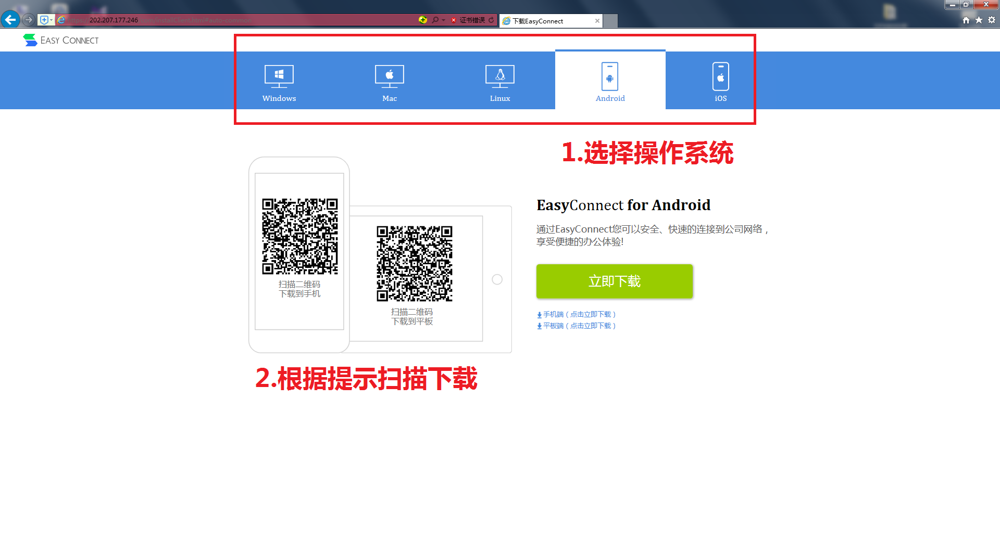 https://202.207.177.246/com/installClient.html#auto-common
证书错误
下载EasyConnect
EASY CONNECT
Windows
Mac
Linux
Android
iOS
1.选择操作系统
EasyConnect for Android
通过EasyConnect您可以安全、快速的连接到公司网络，
享受便捷的办公体验!
立即下载
手机端（点击立即下载）
平板端（点击立即下载）
扫描二维码
下载到手机
扫描二维码
下载到平板
2.根据提示扫描下载